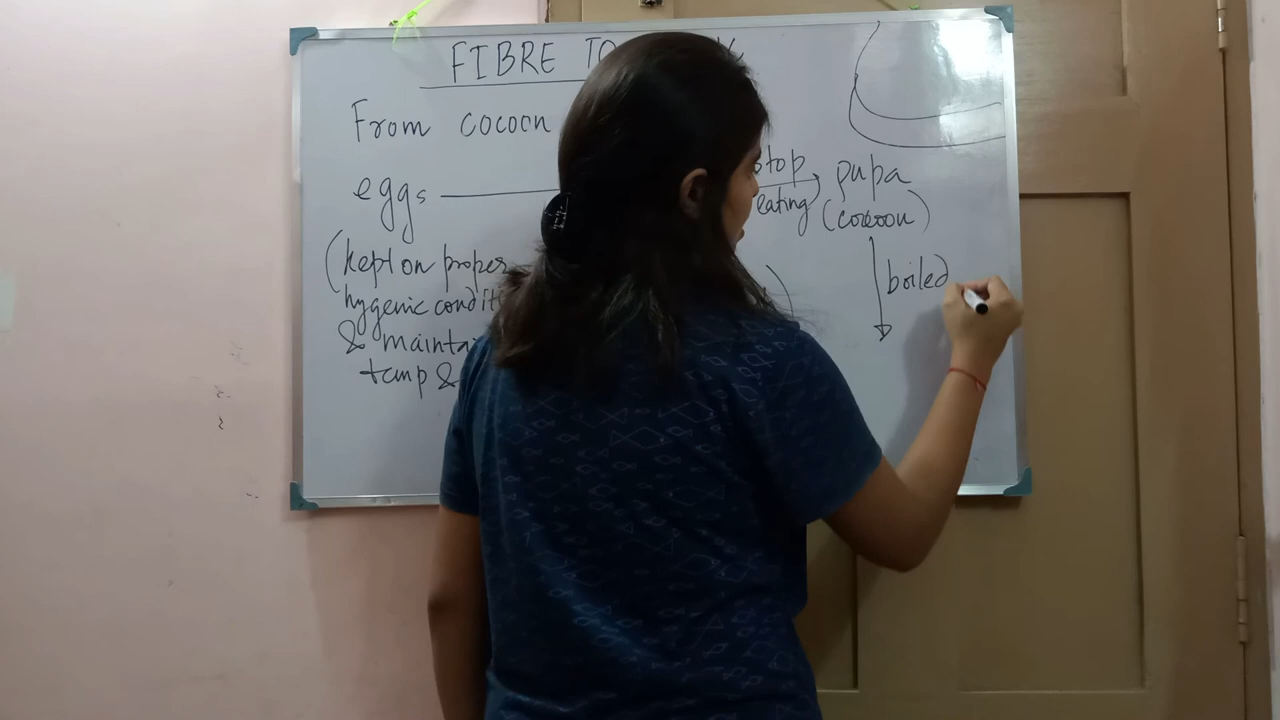 FIBRE TO
From cocoon
eggs
stop
eating)
pupa
(cocoon)
(kept on proper
hygenic condit
& mainta
temp &
boiled